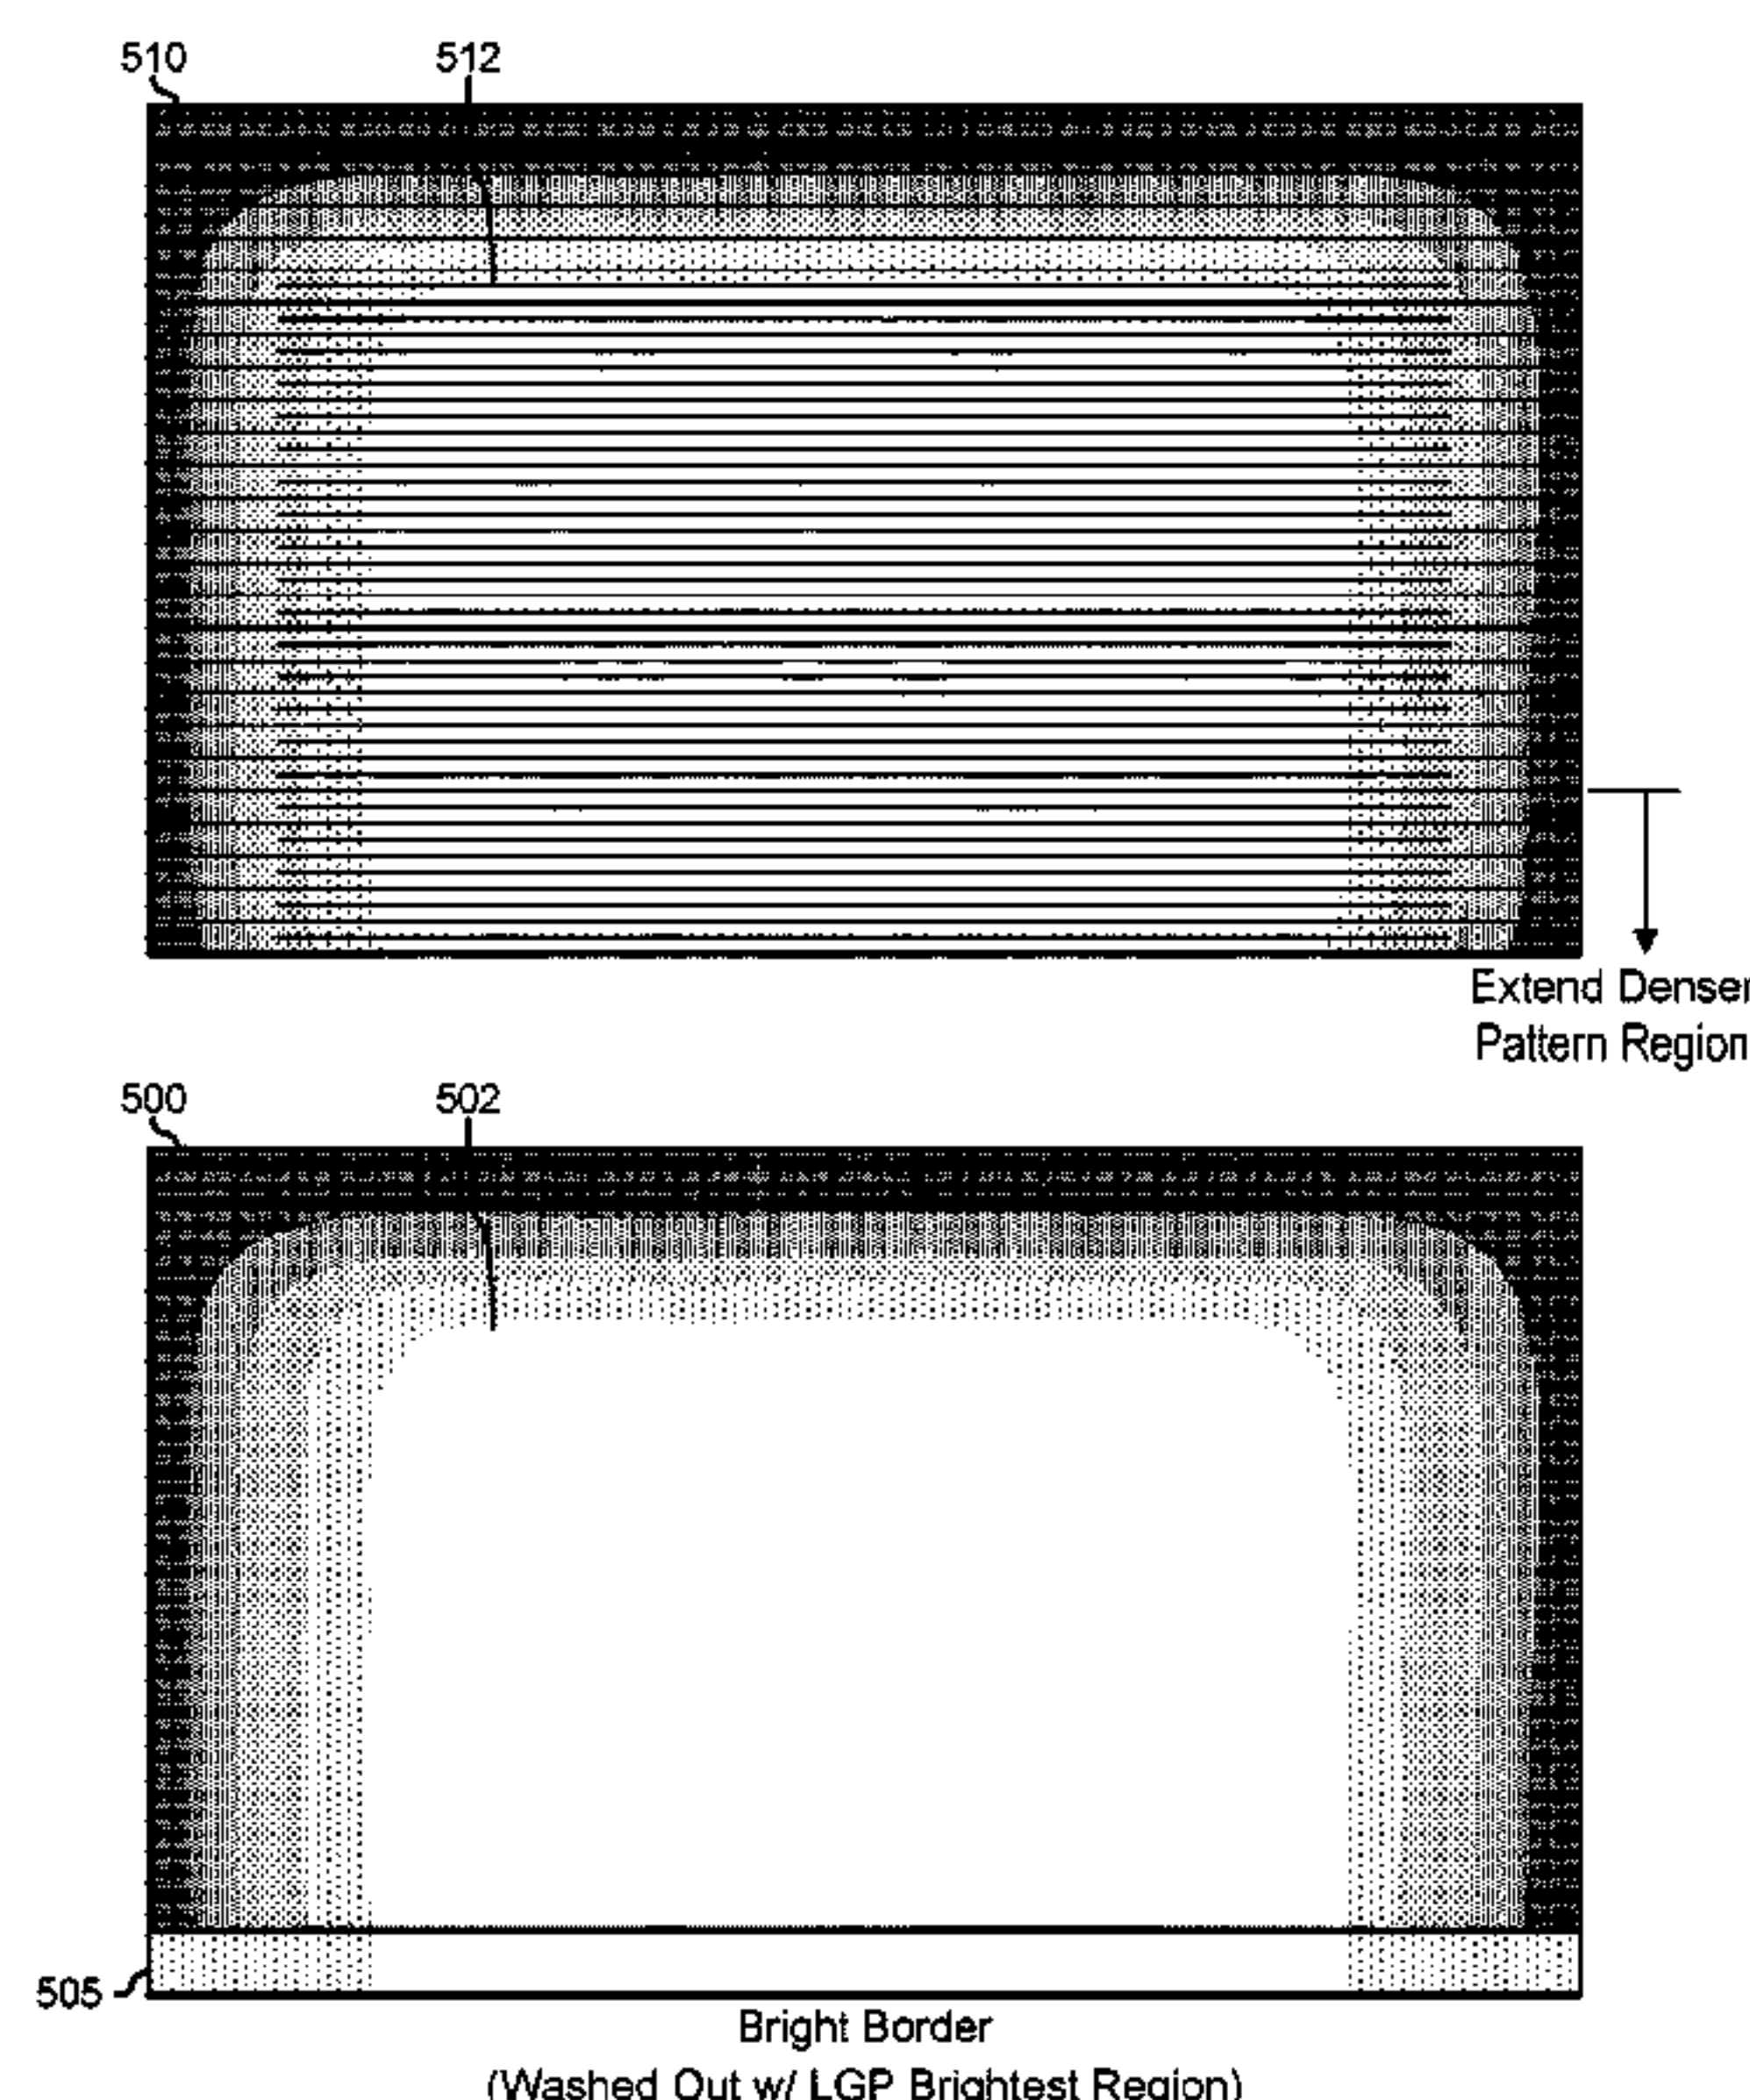 510 512
Extend Denser
Pattern Region
500 502
505
Bright Border
(Washed Out w/ LGP Brightest Region)